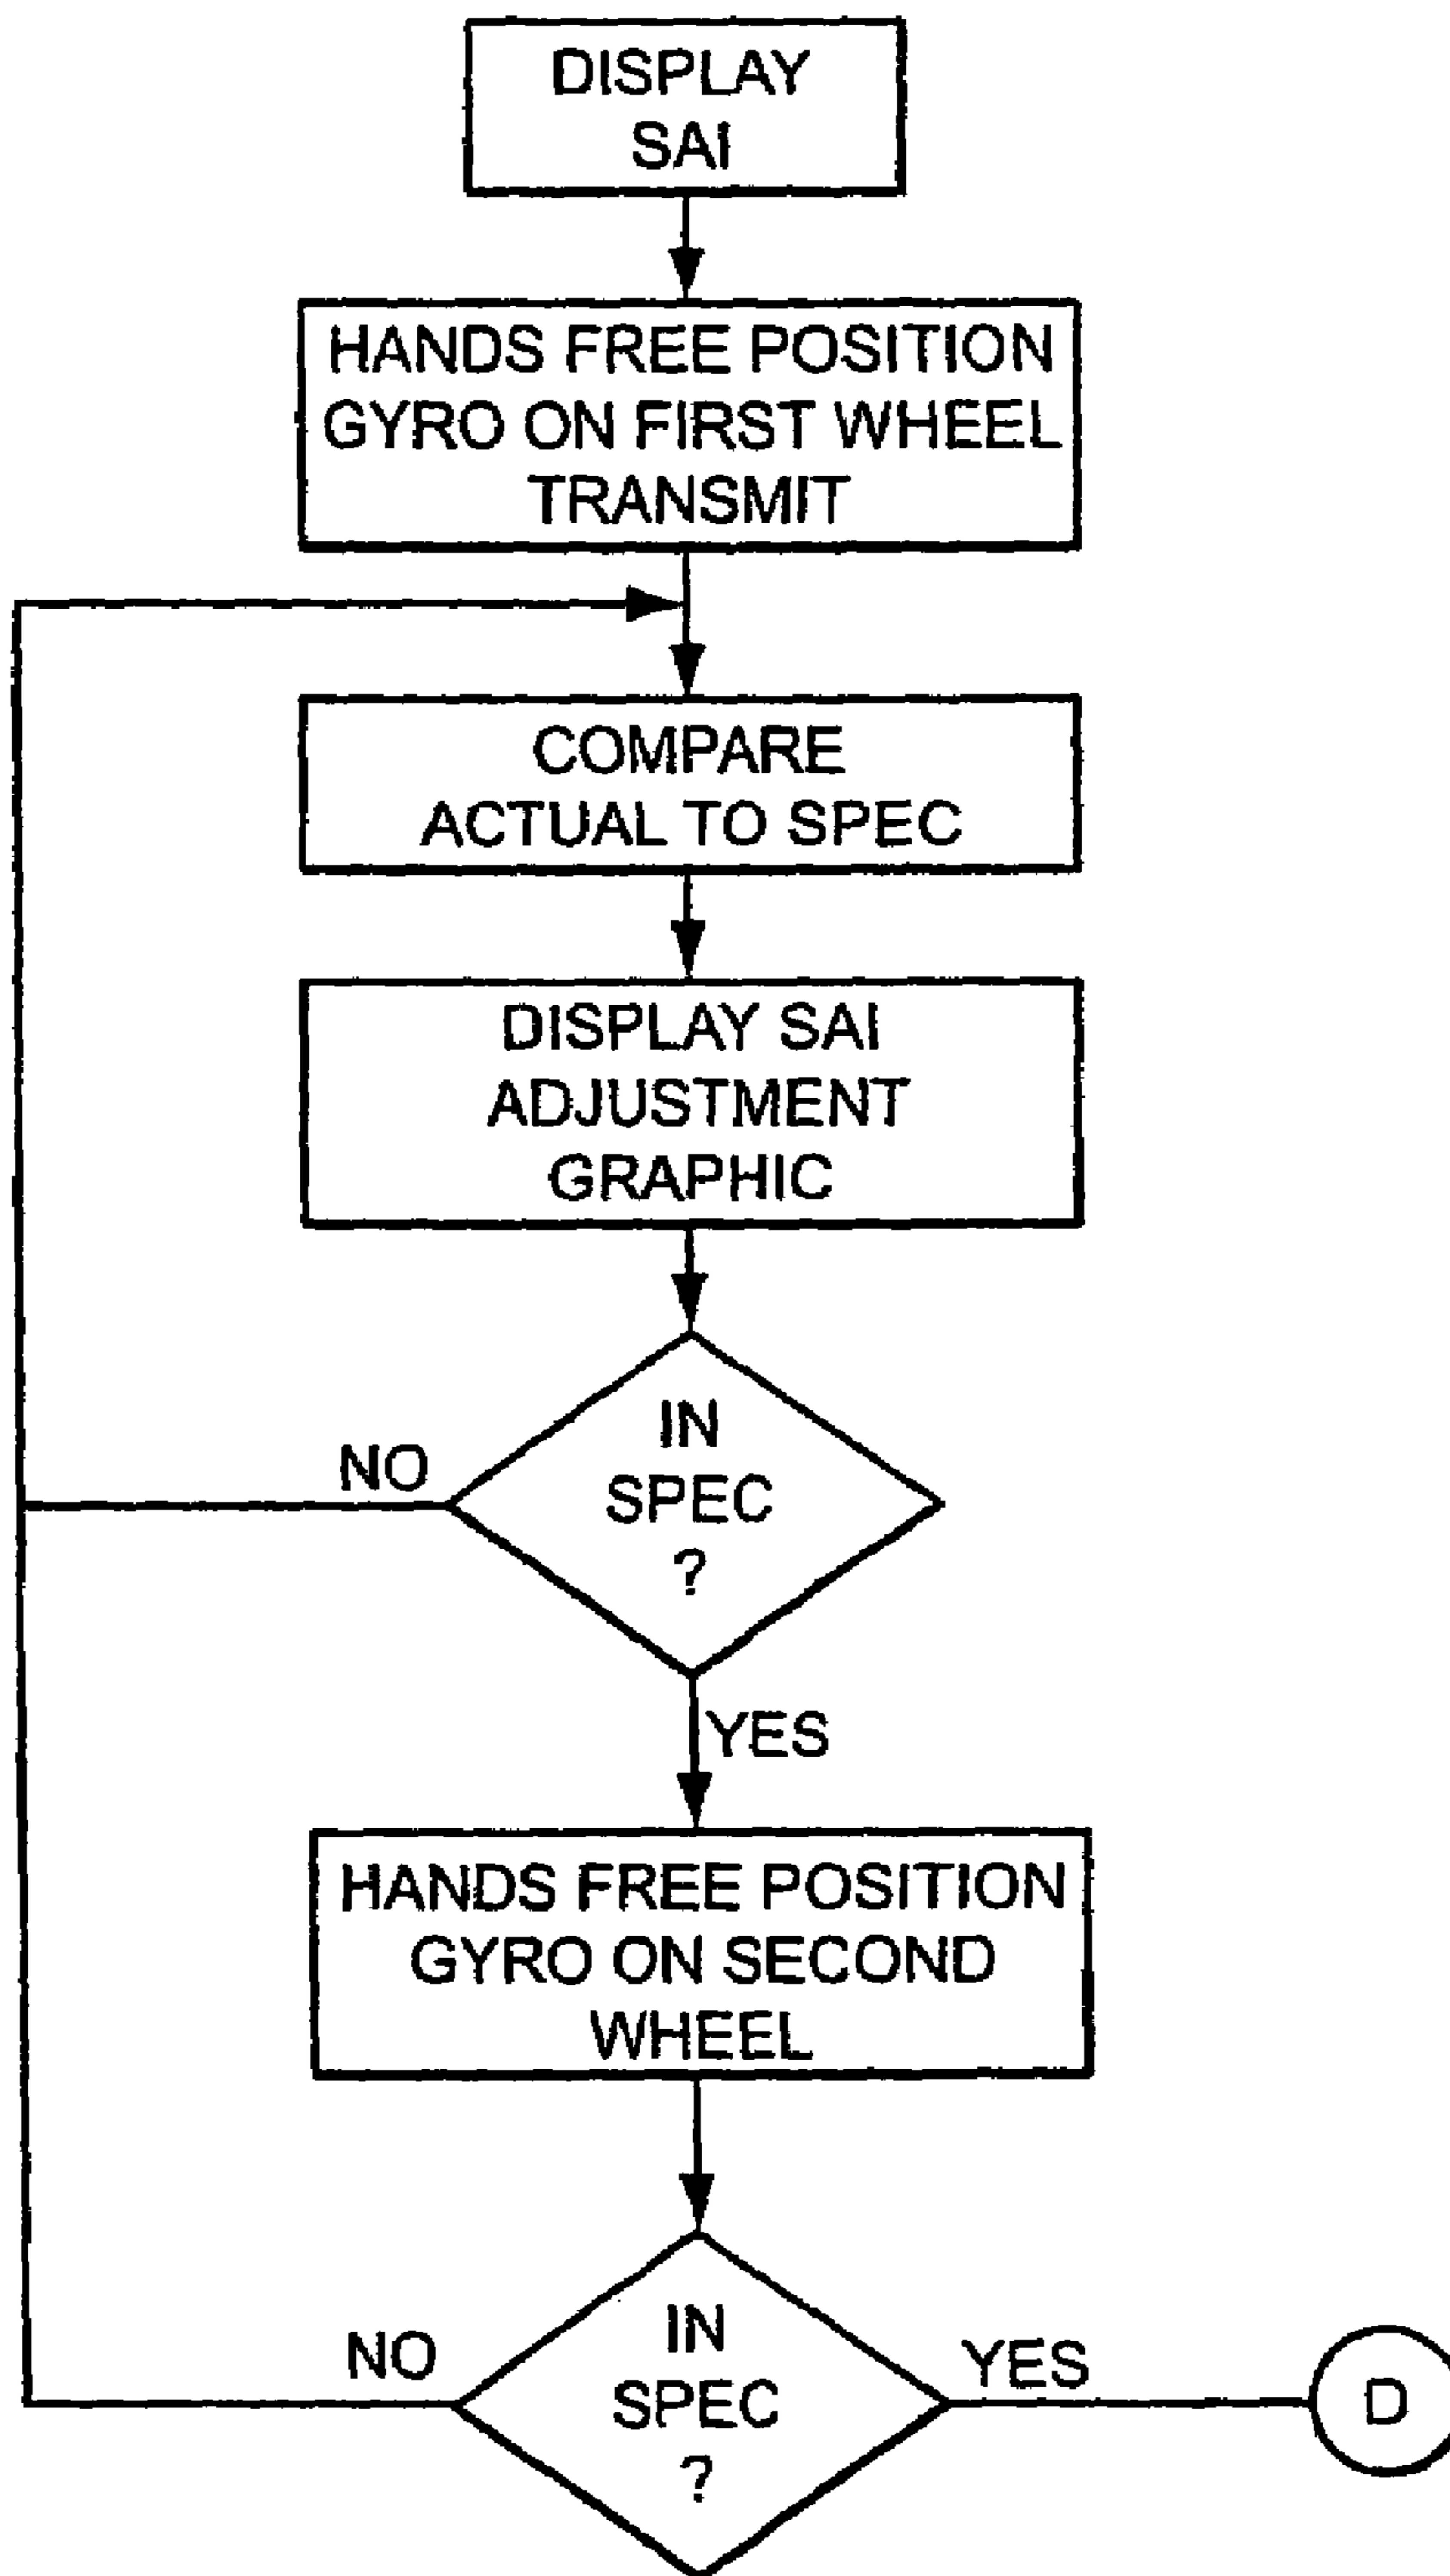 DISPLAY
SAI
HANDS FREE POSITION
GYRO ON FIRST WHEEL
TRANSMIT
COMPARE
ACTUAL TO SPEC
DISPLAY SAI
ADJUSTMENT
GRAPHIC
IN
SPEC
?
NO
YES
HANDS FREE POSITION
GYRO ON SECOND
WHEEL
IN
SPEC
?
NO
YES
D